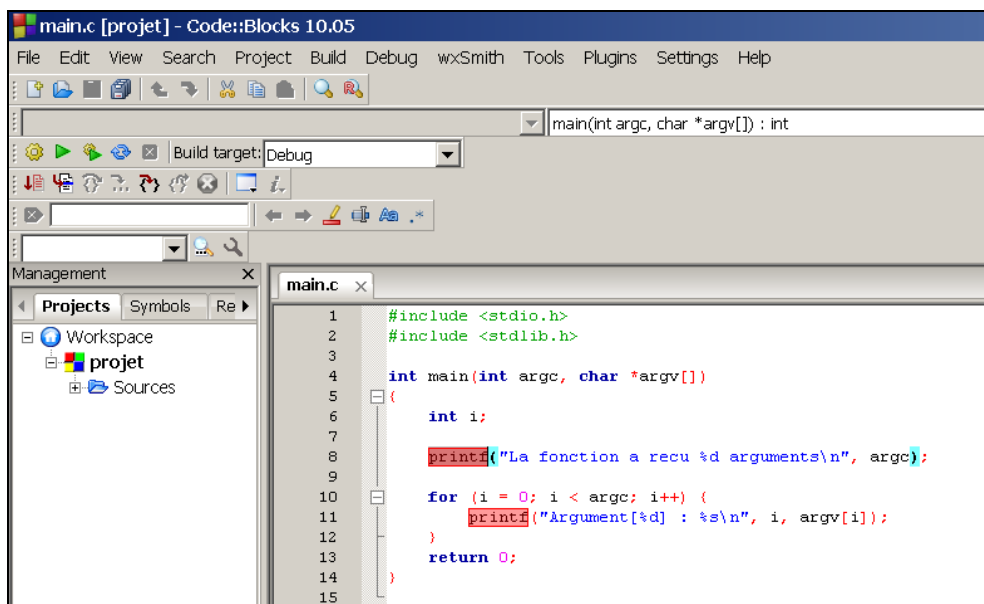 main.c [projet] - Code::Blocks 10.05
File Edit View Search Project Build Debug wxSmith Tools Plugins Settings Help
main(int argc, char *argv[]) : int
Build target: Debug
Management
Projects Symbols Re
main.c
Workspace
projet
Sources
1 #include <stdio.h>
2 #include <stdlib.h>
3
4 int main(int argc, char *argv[])
5 {
6 int i;
7
8 printf("La fonction a recu %d arguments\n", argc);
9
10 for (i = 0; i < argc; i++) {
11 printf("Argument[%d] : %s\n", i, argv[i]);
12 }
13 return 0;
14 }
15